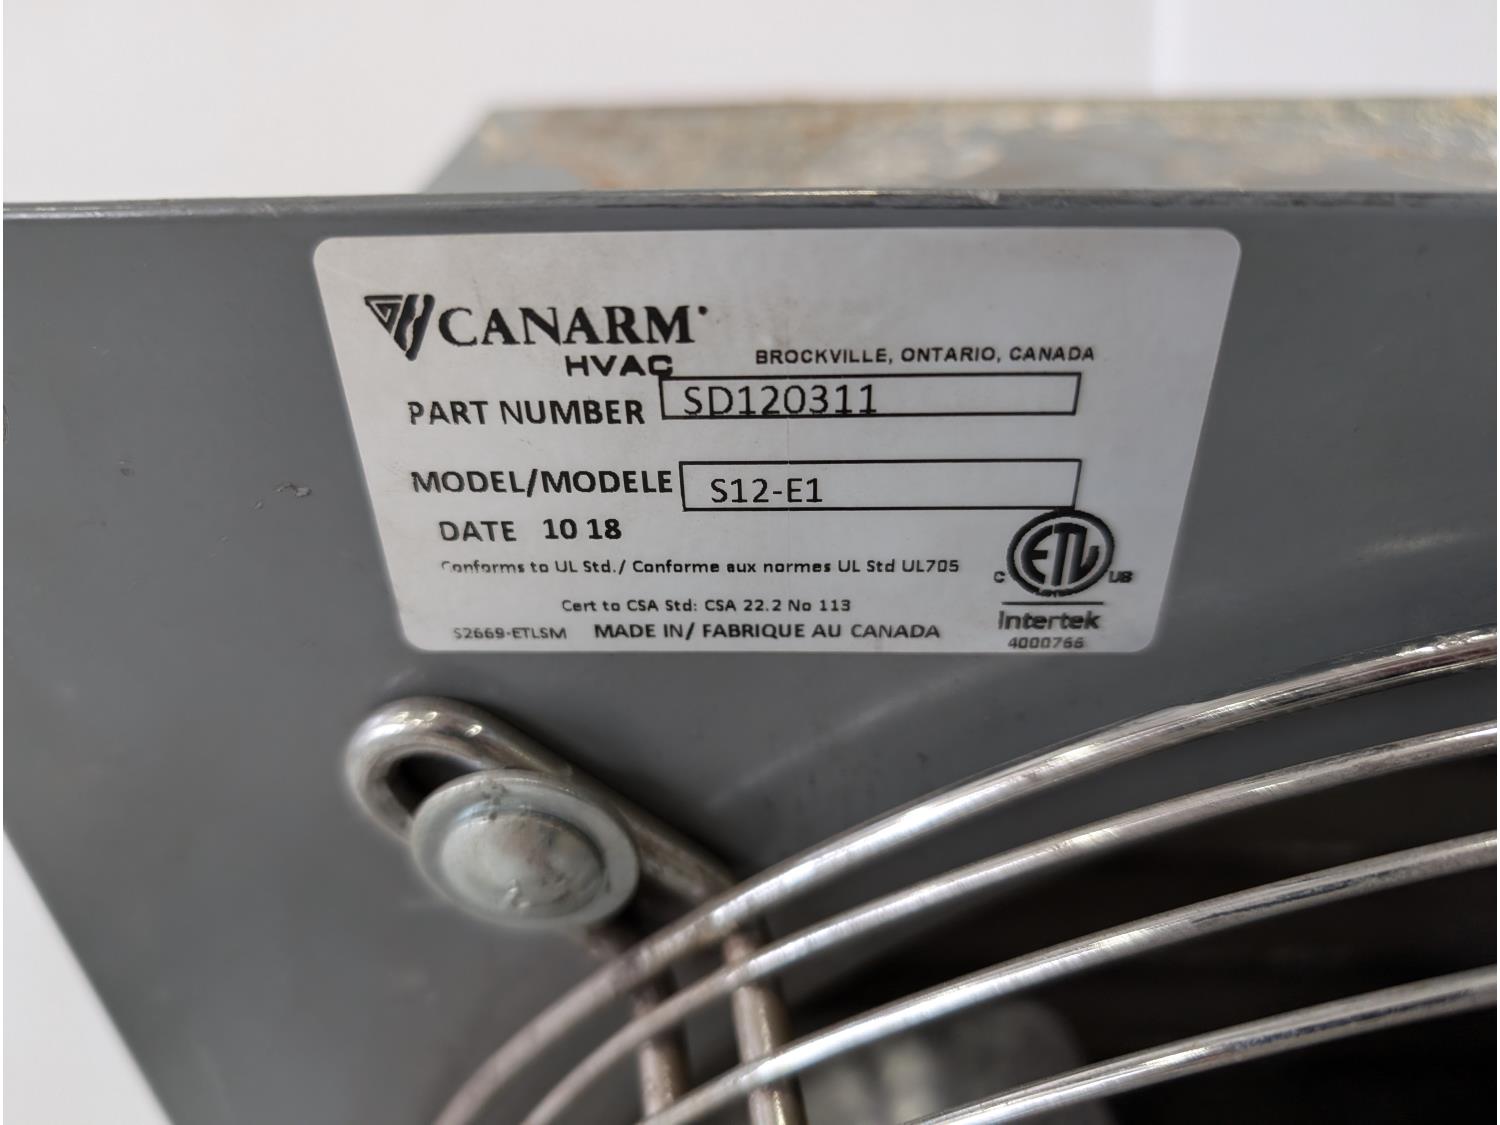 CANARM
HVAC
BROCKVILLE, ONTARIO, CANADA
PART NUMBER SD120311
MODEL/MODELE S12-E1
DATE 10 18
Conforms to UL Std./ Conforme aux normes UL Std UL705
Cert to CSA Std: CSA 22.2 No 113
S2669-ETLSM MADE IN/ FABRIQUE AU CANADA
C ETL US
Intertek
4000766